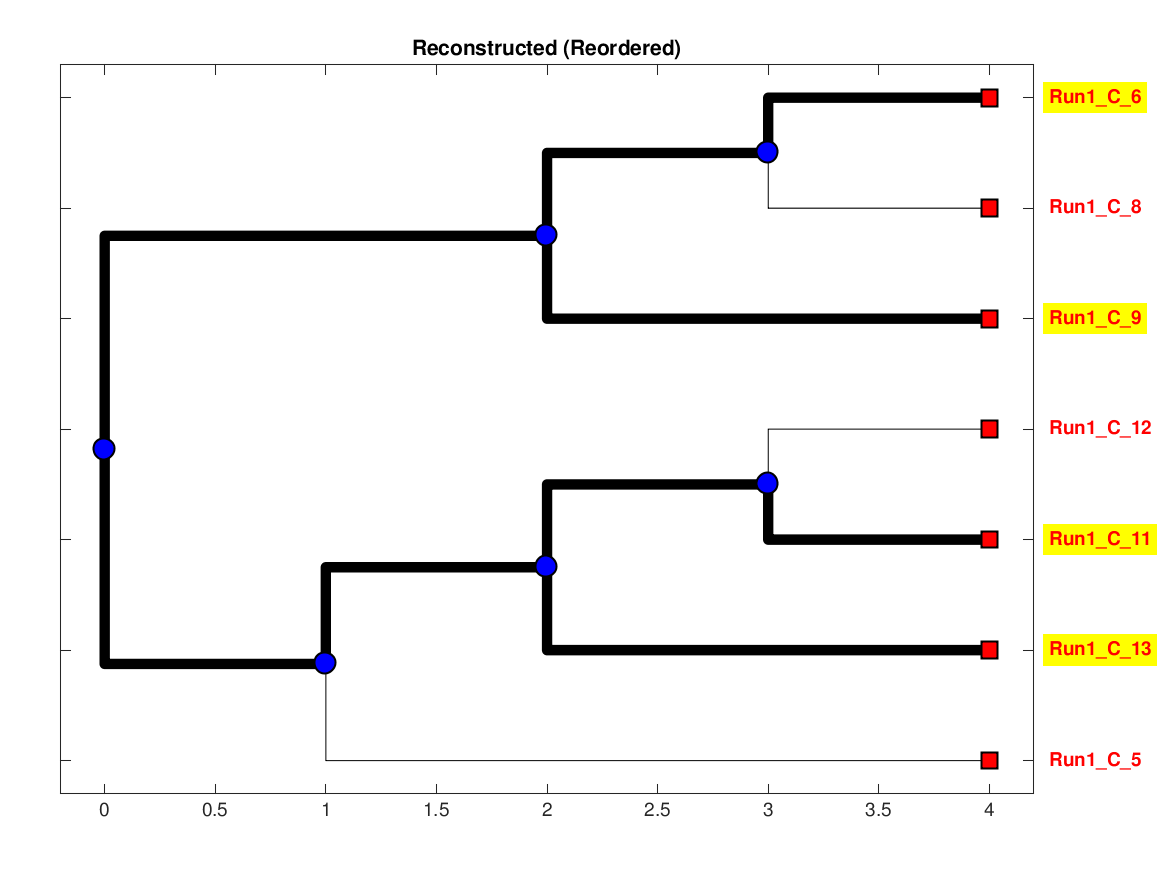 Reconstructed (Reordered)
Run1_C_6
Run1_C_8
Run1_C_9
Run1_C_12
Run1_C_11
Run1_C_13
Run1_C_5
0 0.5 1 1.5 2 2.5 3 3.5 4